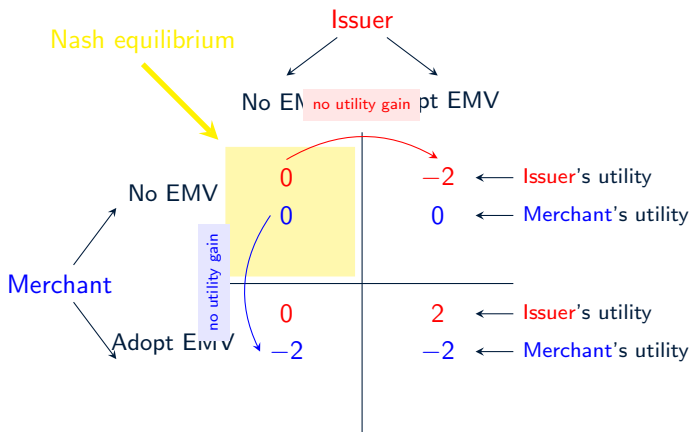 Issuer
Nash equilibrium
No EM
no utility gain
pt EMV
No EMV
0
−2
Issuer's utility
0
0
Merchant's utility
no utility gain
Merchant
0
2
Issuer's utility
Adopt EMV
−2
−2
Merchant's utility